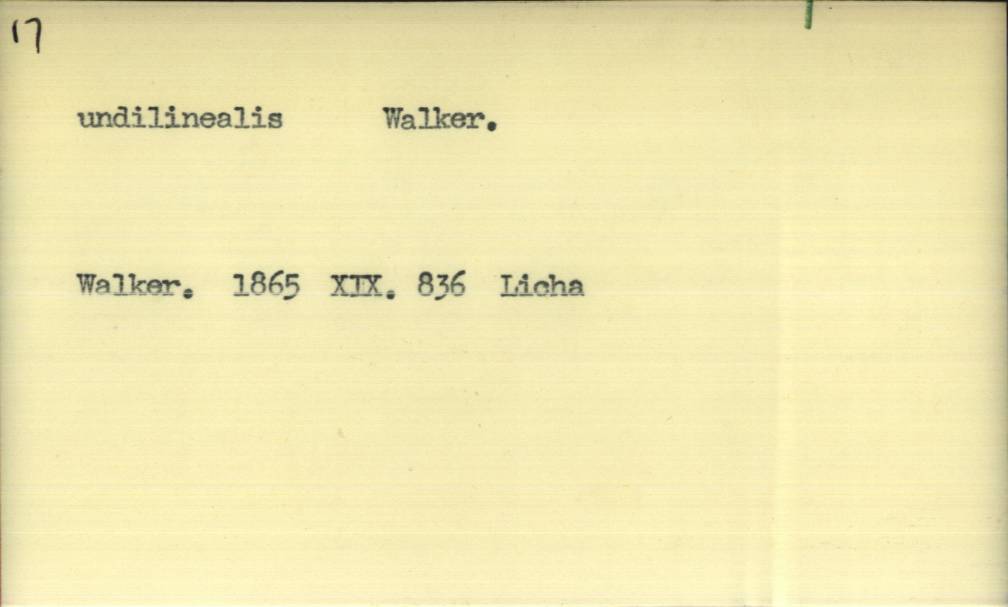 17
undilinealis Walker.
Walker. 1865 XIX. 836 Licha